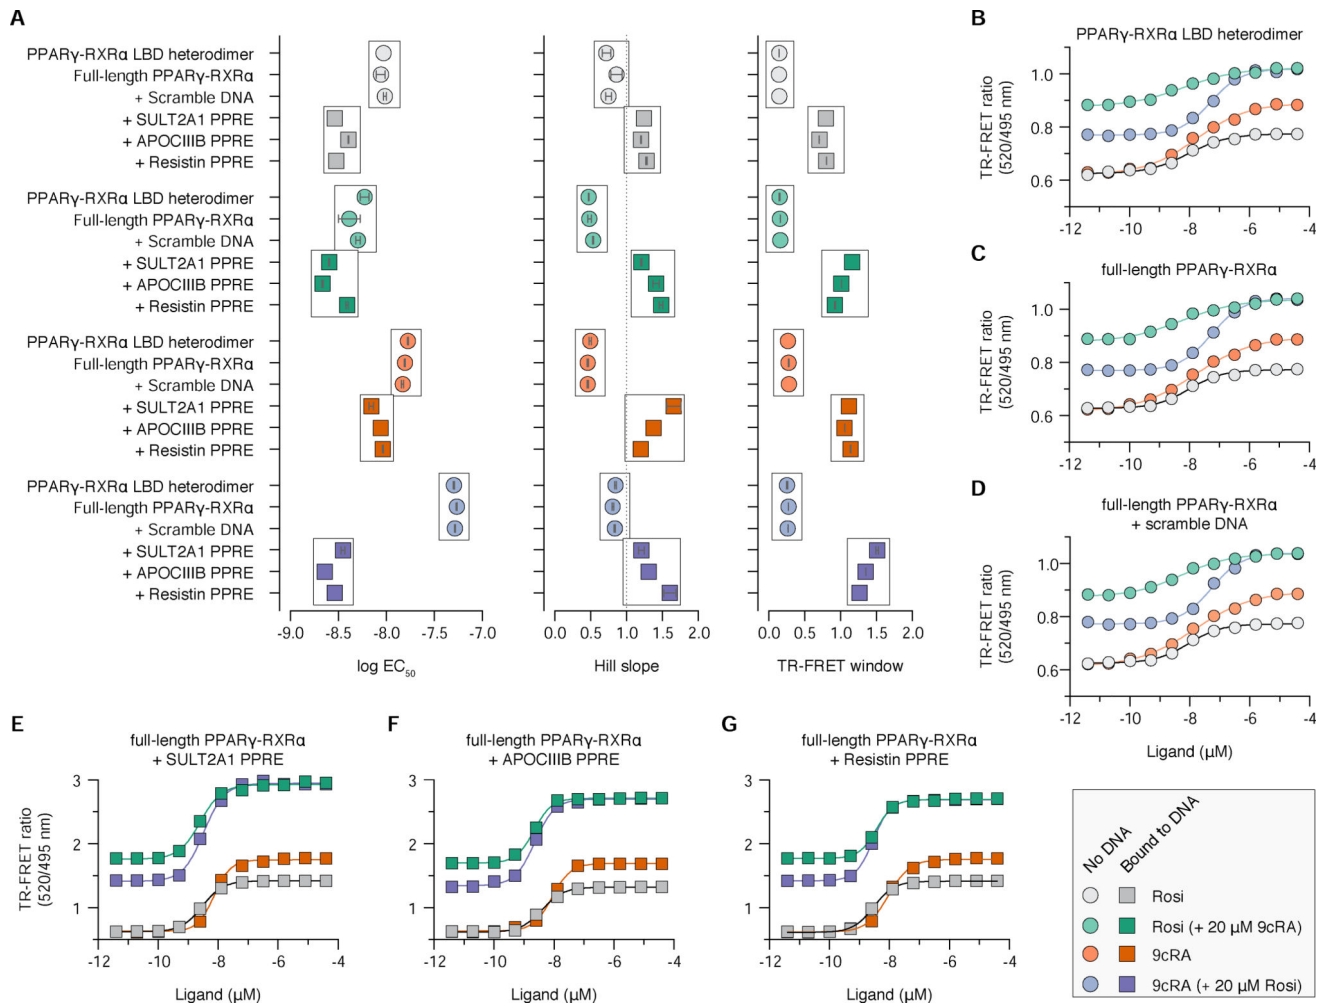 A
PPARγ-RXRα LBD heterodimer
Full-length PPARγ-RXRα
+ Scramble DNA
+ SULT2A1 PPRE
+ APOCIIIB PPRE
+ Resistin PPRE
PPARγ-RXRα LBD heterodimer
Full-length PPARγ-RXRα
+ Scramble DNA
+ SULT2A1 PPRE
+ APOCIIIB PPRE
+ Resistin PPRE
PPARγ-RXRα LBD heterodimer
Full-length PPARγ-RXRα
+ Scramble DNA
+ SULT2A1 PPRE
+ APOCIIIB PPRE
+ Resistin PPRE
PPARγ-RXRα LBD heterodimer
Full-length PPARγ-RXRα
+ Scramble DNA
+ SULT2A1 PPRE
+ APOCIIIB PPRE
+ Resistin PPRE
-9.0 -8.5 -8.0 -7.5 -7.0
log EC50
0.0 0.5 1.0 1.5 2.0
Hill slope
0.0 0.5 1.0 1.5 2.0
TR-FRET window
B
PPARγ-RXRα LBD heterodimer
TR-FRET ratio
(520/495 nm)
1.0
0.8
0.6
-12 -10 -8 -6 -4
C
full-length PPARγ-RXRα
TR-FRET ratio
(520/495 nm)
1.0
0.8
0.6
-12 -10 -8 -6 -4
D
full-length PPARγ-RXRα
+ scramble DNA
TR-FRET ratio
(520/495 nm)
1.0
0.8
0.6
-12 -10 -8 -6 -4
Ligand (μM)
E
full-length PPARγ-RXRα
+ SULT2A1 PPRE
TR-FRET ratio
(520/495 nm)
3
2
1
-12 -10 -8 -6 -4
Ligand (μM)
F
full-length PPARγ-RXRα
+ APOCIIIB PPRE
3
2
1
-12 -10 -8 -6 -4
Ligand (μM)
G
full-length PPARγ-RXRα
+ Resistin PPRE
3
2
1
-12 -10 -8 -6 -4
Ligand (μM)
No DNA
Bound to DNA
Rosi
Rosi (+ 20 μM 9cRA)
9cRA
9cRA (+ 20 μM Rosi)